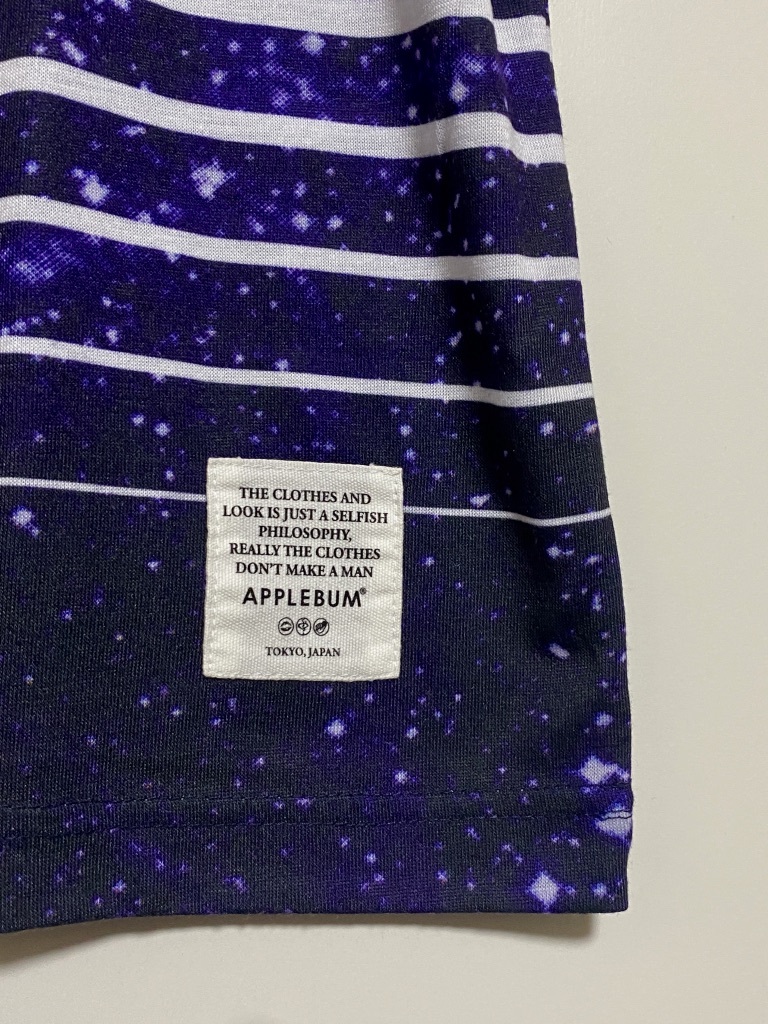 THE CLOTHES AND
LOOK IS JUST A SELFISH
PHILOSOPHY,
REALLY THE CLOTHES
DON'T MAKE A MAN
APPLEBUM®
TOKYO, JAPAN